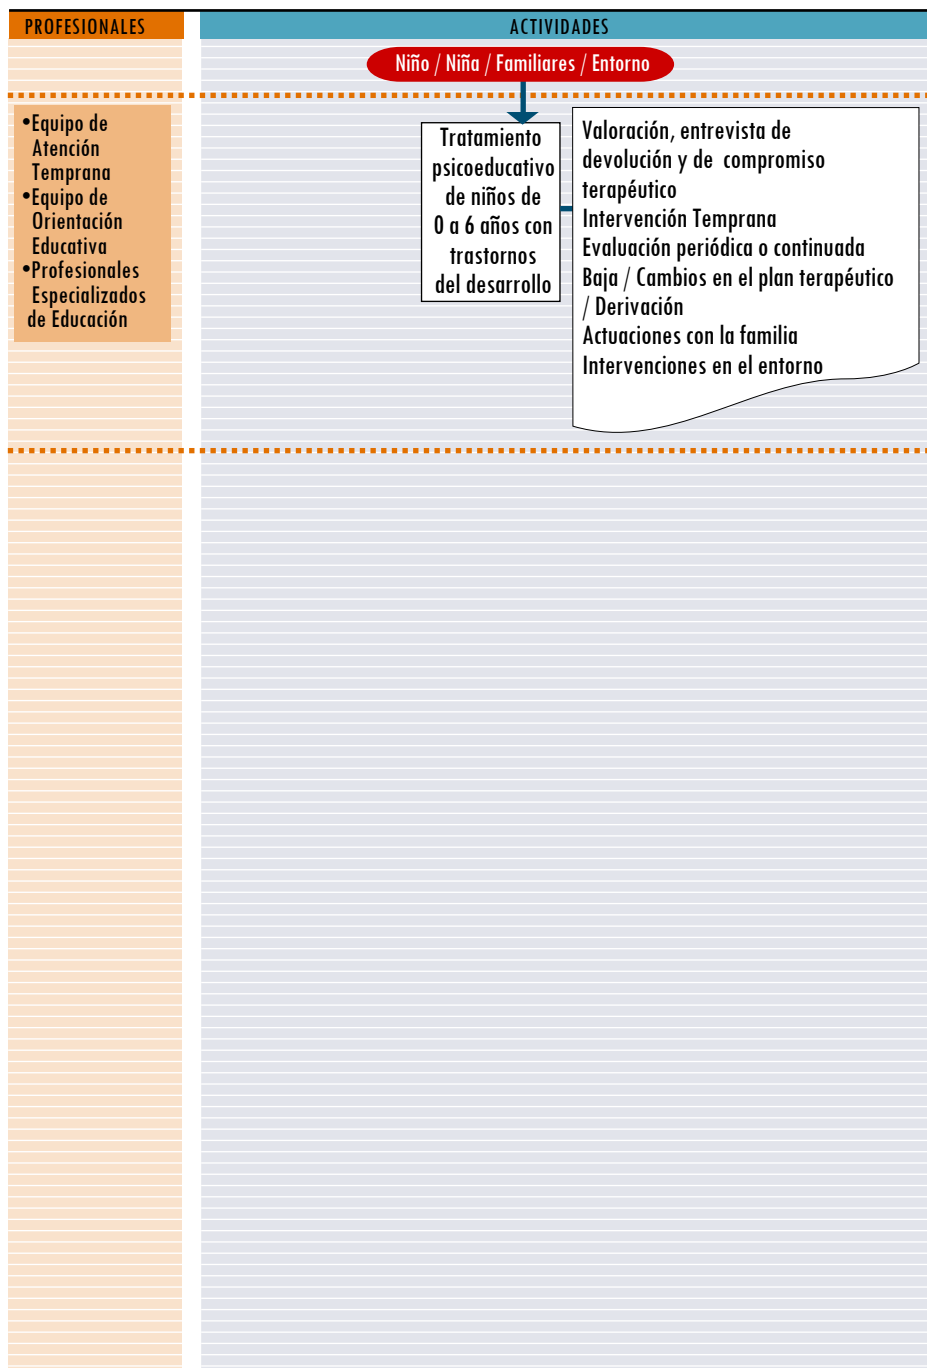 PROFESIONALES
ACTIVIDADES
Niño / Niña / Familiares / Entorno
•Equipo de
Atención
Temprana
•Equipo de
Orientación
Educativa
•Profesionales
Especializados
de Educación
Tratamiento
psicoeducativo
de niños de
0 a 6 años con
trastornos
del desarrollo
Valoración, entrevista de
devolución y de compromiso
terapéutico
Intervención Temprana
Evaluación periódica o continuada
Baja / Cambios en el plan terapéutico
/ Derivación
Actuaciones con la familia
Intervenciones en el entorno